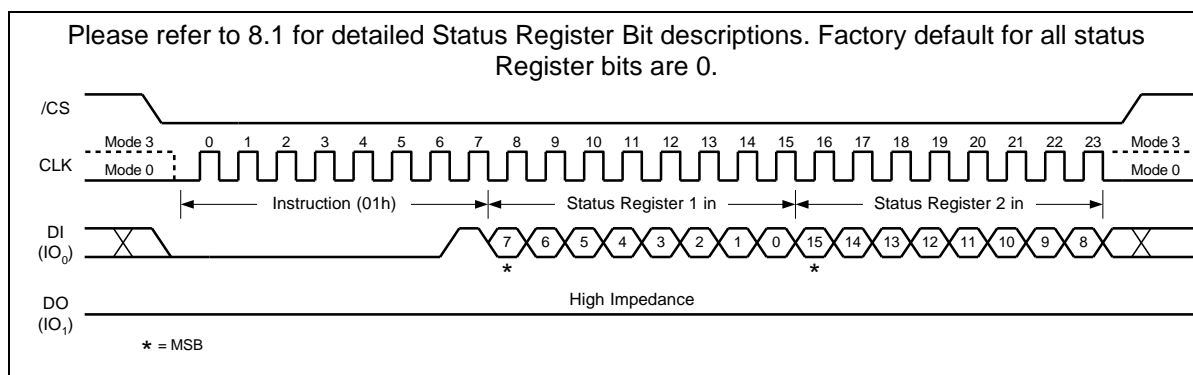 Please refer to 8.1 for detailed Status Register Bit descriptions. Factory default for all status
Register bits are 0.
/CS
Mode 3 0 1 2 3 4 5 6 7 8 9 10 11 12 13 14 15 16 17 18 19 20 21 22 23 Mode 3
CLK
Mode 0 Mode 0
Instruction (01h) Status Register 1 in Status Register 2 in
DI
(IO0)
7 6 5 4 3 2 1 0 15 14 13 12 11 10 9 8
* *
High Impedance
DO
(IO1)
* = MSB